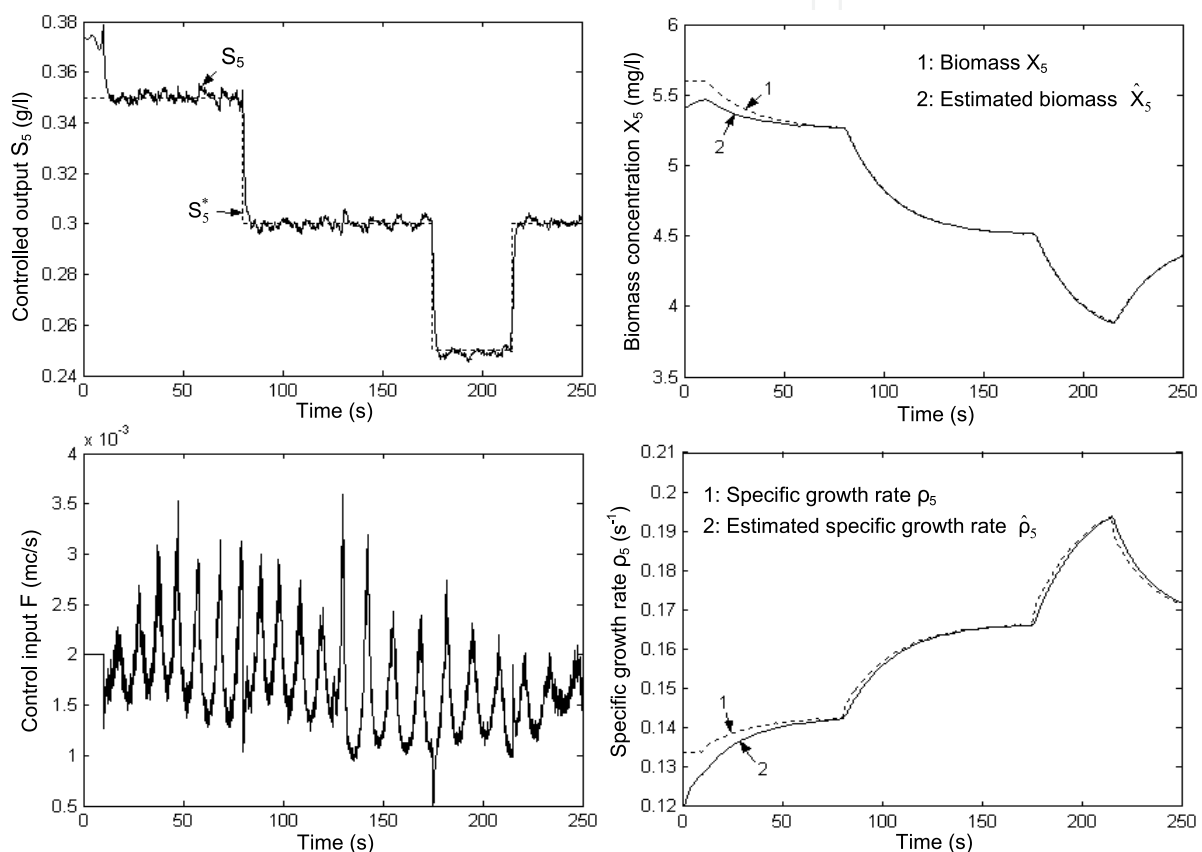 0.38
0.36
0.34
0.32
0.3
0.28
0.26
0.24
0 50 100 150 200 250
Controlled output S₅ (g/l)
Time (s)
S₅
S₅*
6
5.5
5
4.5
4
3.5
0 50 100 150 200 250
Biomass concentration X₅ (mg/l)
Time (s)
1: Biomass X₅
2: Estimated biomass X̂₅
1
2
x 10⁻³
4
3.5
3
2.5
2
1.5
1
0.5
0 50 100 150 200 250
Control input F (mc/s)
Time (s)
0.21
0.2
0.19
0.18
0.17
0.16
0.15
0.14
0.13
0.12
0 50 100 150 200 250
Specific growth rate ρ₅ (s⁻¹)
Time (s)
1: Specific growth rate ρ₅
2: Estimated specific growth rate ρ̂₅
1
2